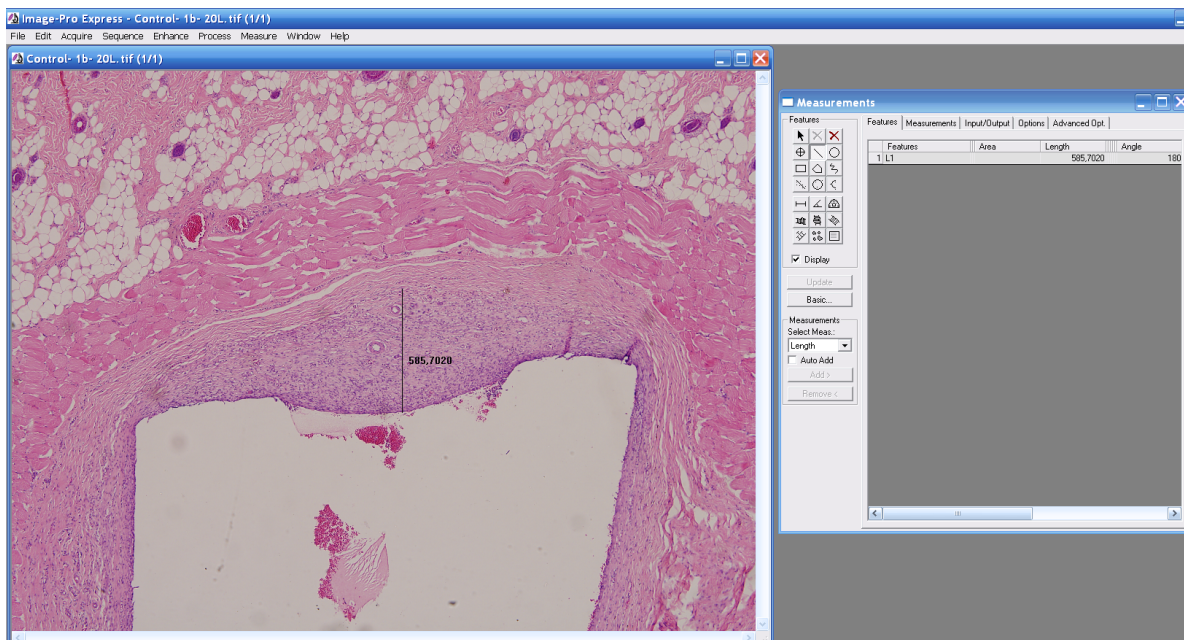 Image-Pro Express - Control- 1b- 20L.tif (1/1)
File Edit Acquire Sequence Enhance Process Measure Window Help
Control- 1b- 20L.tif (1/1)
585,7020
Measurements
Features
Display
Update
Basic...
Measurements
Select Meas.:
Length
Auto Add
Add >
Remove <
Features Measurements Input/Output Options Advanced Opt.
Features Area Length Angle
1 L1 585,7020 180